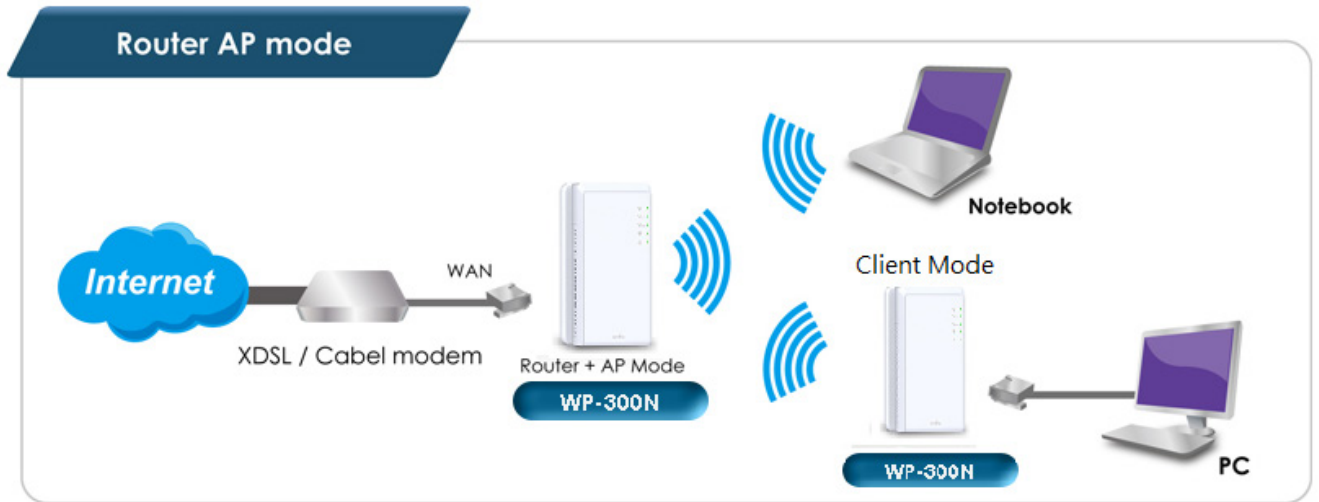 Router AP mode
Notebook
Client Mode
Internet
WAN
XDSL / Cabel modem
Router + AP Mode
WP-300N
WP-300N
PC